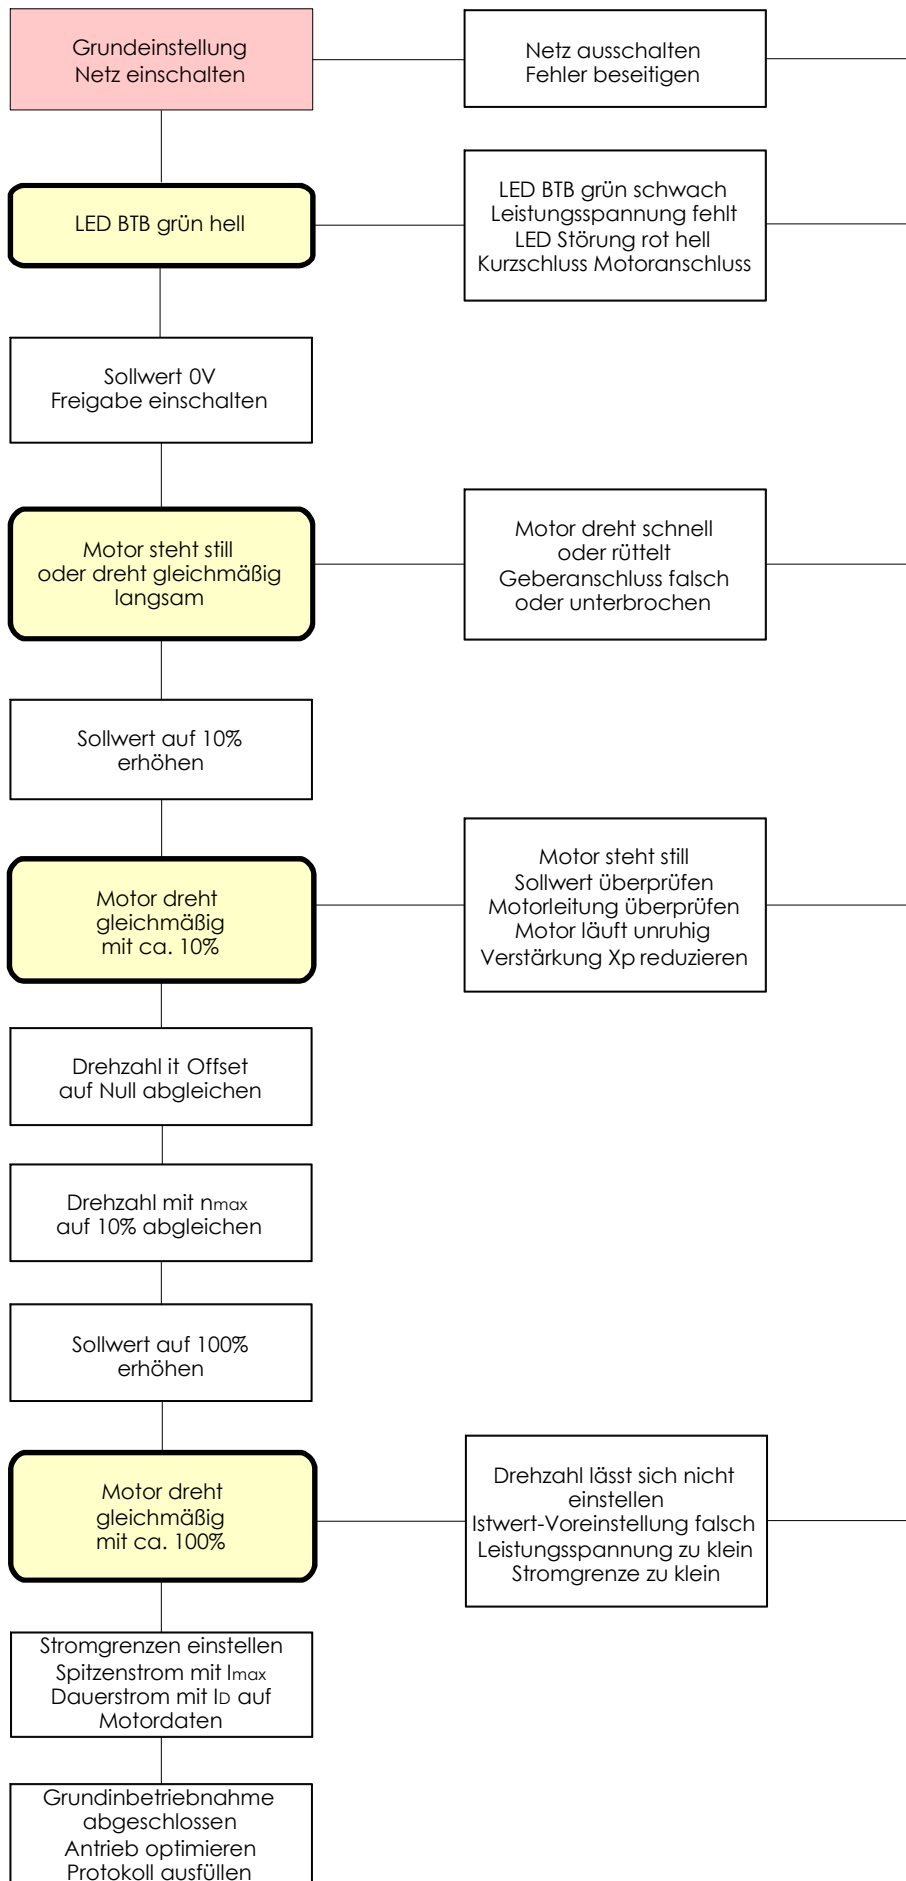 Grundeinstellung
Netz einschalten
Netz ausschalten
Fehler beseitigen
LED BTB grün hell
LED BTB grün schwach
Leistungsspannung fehlt
LED Störung rot hell
Kurzschluss Motoranschluss
Sollwert 0V
Freigabe einschalten
Motor steht still
oder dreht gleichmäßig
langsam
Motor dreht schnell
oder rüttelt
Geberanschluss falsch
oder unterbrochen
Sollwert auf 10%
erhöhen
Motor dreht
gleichmäßig
mit ca. 10%
Motor steht still
Sollwert überprüfen
Motorleitung überprüfen
Motor läuft unruhig
Verstärkung Xp reduzieren
Drehzahl it Offset
auf Null abgleichen
Drehzahl mit nmax
auf 10% abgleichen
Sollwert auf 100%
erhöhen
Motor dreht
gleichmäßig
mit ca. 100%
Drehzahl lässt sich nicht
einstellen
Istwert-Voreinstellung falsch
Leistungsspannung zu klein
Stromgrenze zu klein
Stromgrenzen einstellen
Spitzenstrom mit Imax
Dauerstrom mit ID auf
Motordaten
Grundinbetriebnahme
abgeschlossen
Antrieb optimieren
Protokoll ausfüllen